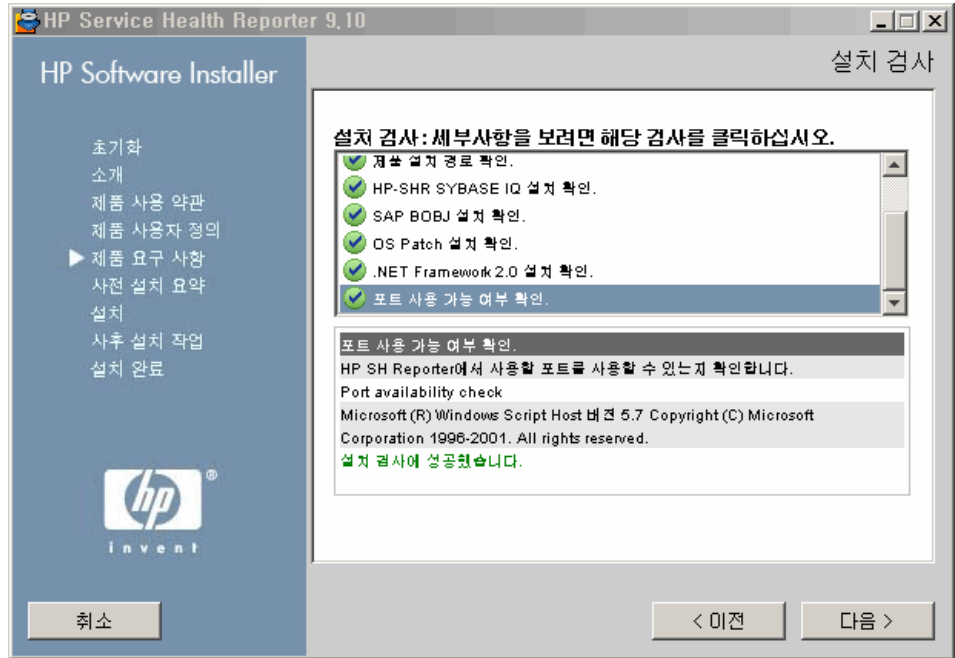 HP Service Health Reporter 9,10
HP Software Installer
설치 검사
초기화
소개
제품 사용 약관
제품 사용자 정의
제품 요구 사항
사전 설치 요약
설치
사후 설치 작업
설치 완료
hp
®
invent
설치 검사: 세부사항을 보려면 해당 검사를 클릭하십시오.
제품 설치 경로 확인.
HP-SHR SYBASE IQ 설치 확인.
SAP BOBJ 설치 확인.
OS Patch 설치 확인.
.NET Framework 2.0 설치 확인.
포트 사용 가능 여부 확인.
포트 사용 가능 여부 확인.
HP SH Reporter에서 사용할 포트를 사용할 수 있는지 확인합니다.
Port availability check
Microsoft (R) Windows Script Host 버전 5.7 Copyright (C) Microsoft
Corporation 1996-2001. All rights reserved.
설치 검사에 성공했습니다.
취소
< 이전
다음 >